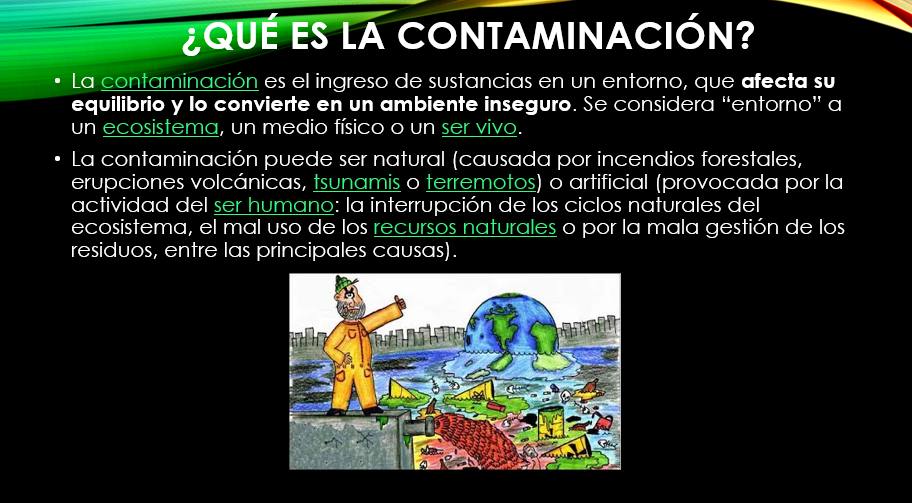 ¿QUÉ ES LA CONTAMINACIÓN?
• La contaminación es el ingreso de sustancias en un entorno, que afecta su
equilibrio y lo convierte en un ambiente inseguro. Se considera “entorno” a
un ecosistema, un medio físico o un ser vivo.
• La contaminación puede ser natural (causada por incendios forestales,
erupciones volcánicas, tsunamis o terremotos) o artificial (provocada por la
actividad del ser humano: la interrupción de los ciclos naturales del
ecosistema, el mal uso de los recursos naturales o por la mala gestión de los
residuos, entre las principales causas).